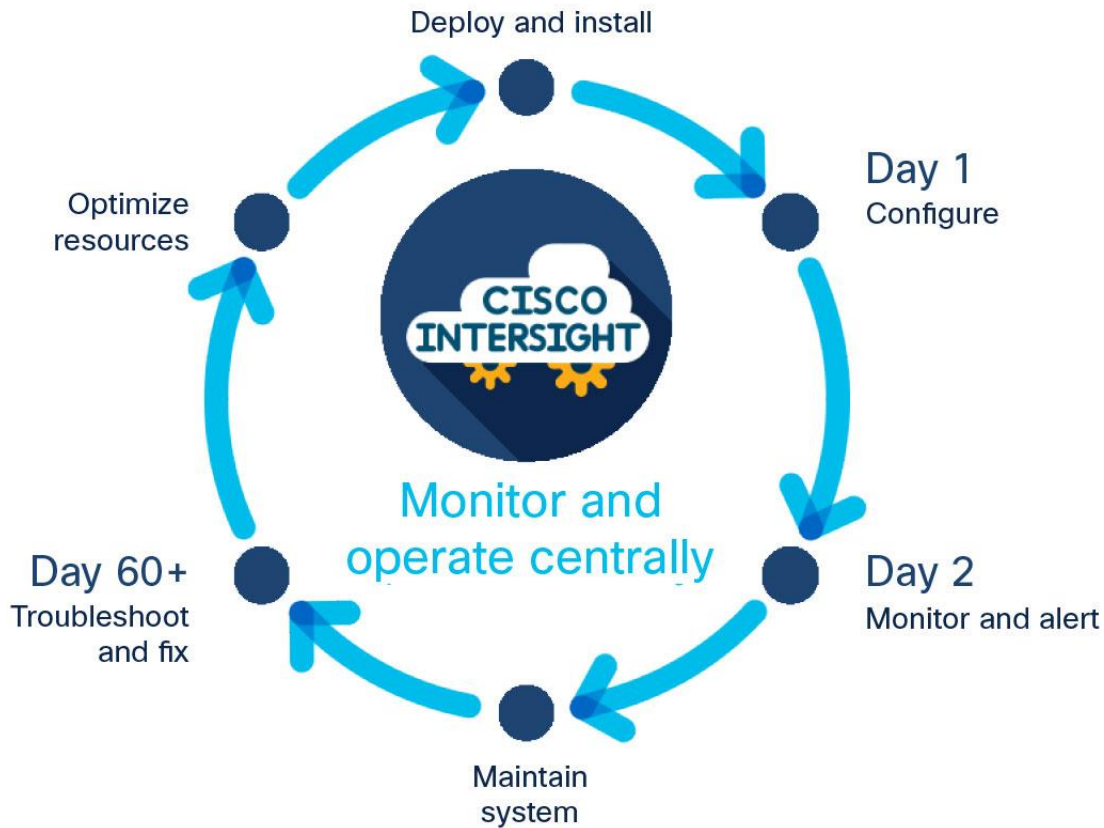 Deploy and install
Day 1
Configure
Optimize
resources
CISCO
INTERSIGHT
Monitor and
operate centrally
Day 60+
Troubleshoot
and fix
Day 2
Monitor and alert
Maintain
system